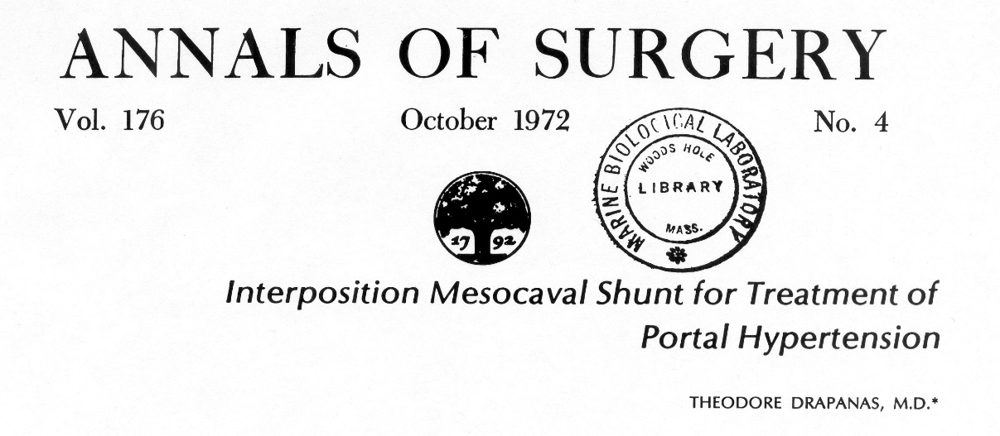 ANNALS OF SURGERY
Vol. 176 October 1972 No. 4
MARINE BIOLOGICAL LABORATORY
WOODS HOLE
LIBRARY
MASS.
17 92
Interposition Mesocaval Shunt for Treatment of
Portal Hypertension
THEODORE DRAPANAS, M.D.*